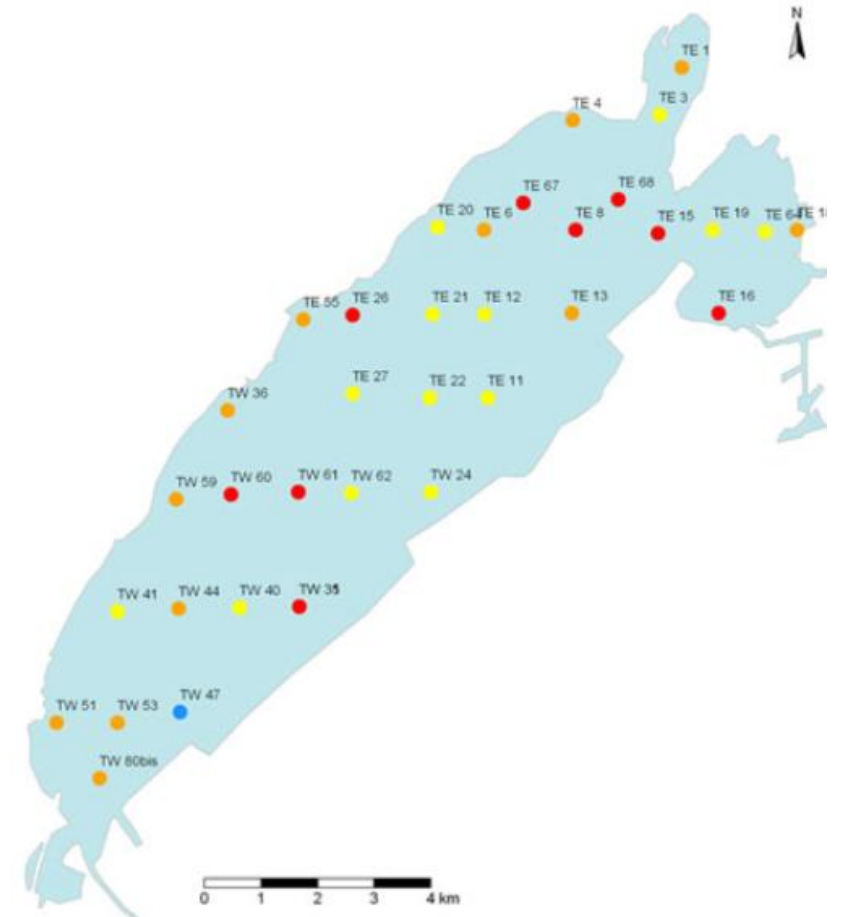 N
TE 1
TE 3
TE 4
TE 67
TE 68
TE 20
TE 6
TE 8
TE 15
TE 19
TE 64
TE 55
TE 26
TE 21
TE 12
TE 13
TE 16
TE 27
TE 22
TE 11
TW 36
TW 59
TW 60
TW 61
TW 62
TW 24
TW 41
TW 44
TW 40
TW 51
TW 53
TW 47
TW 80bis
0 1 2 3 4 km